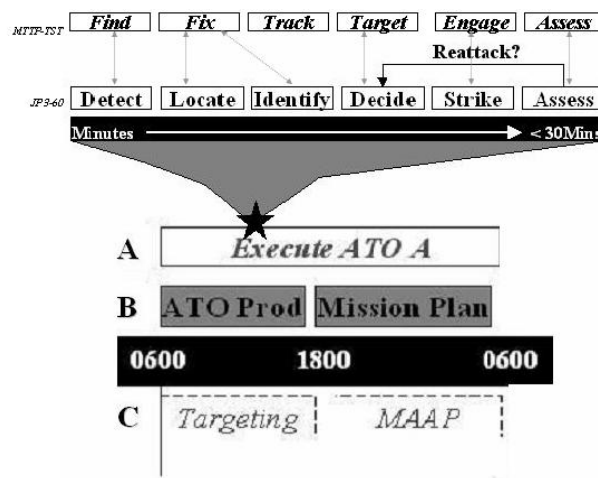 MTTP-TST Find Fix Track Target Engage Assess
Reattack?
JP3-60 Detect Locate Identify Decide Strike Assess
Minutes < 30Mins
A Execute ATO A
B ATO Prod Mission Plan
0600 1800 0600
C Targeting MAAP